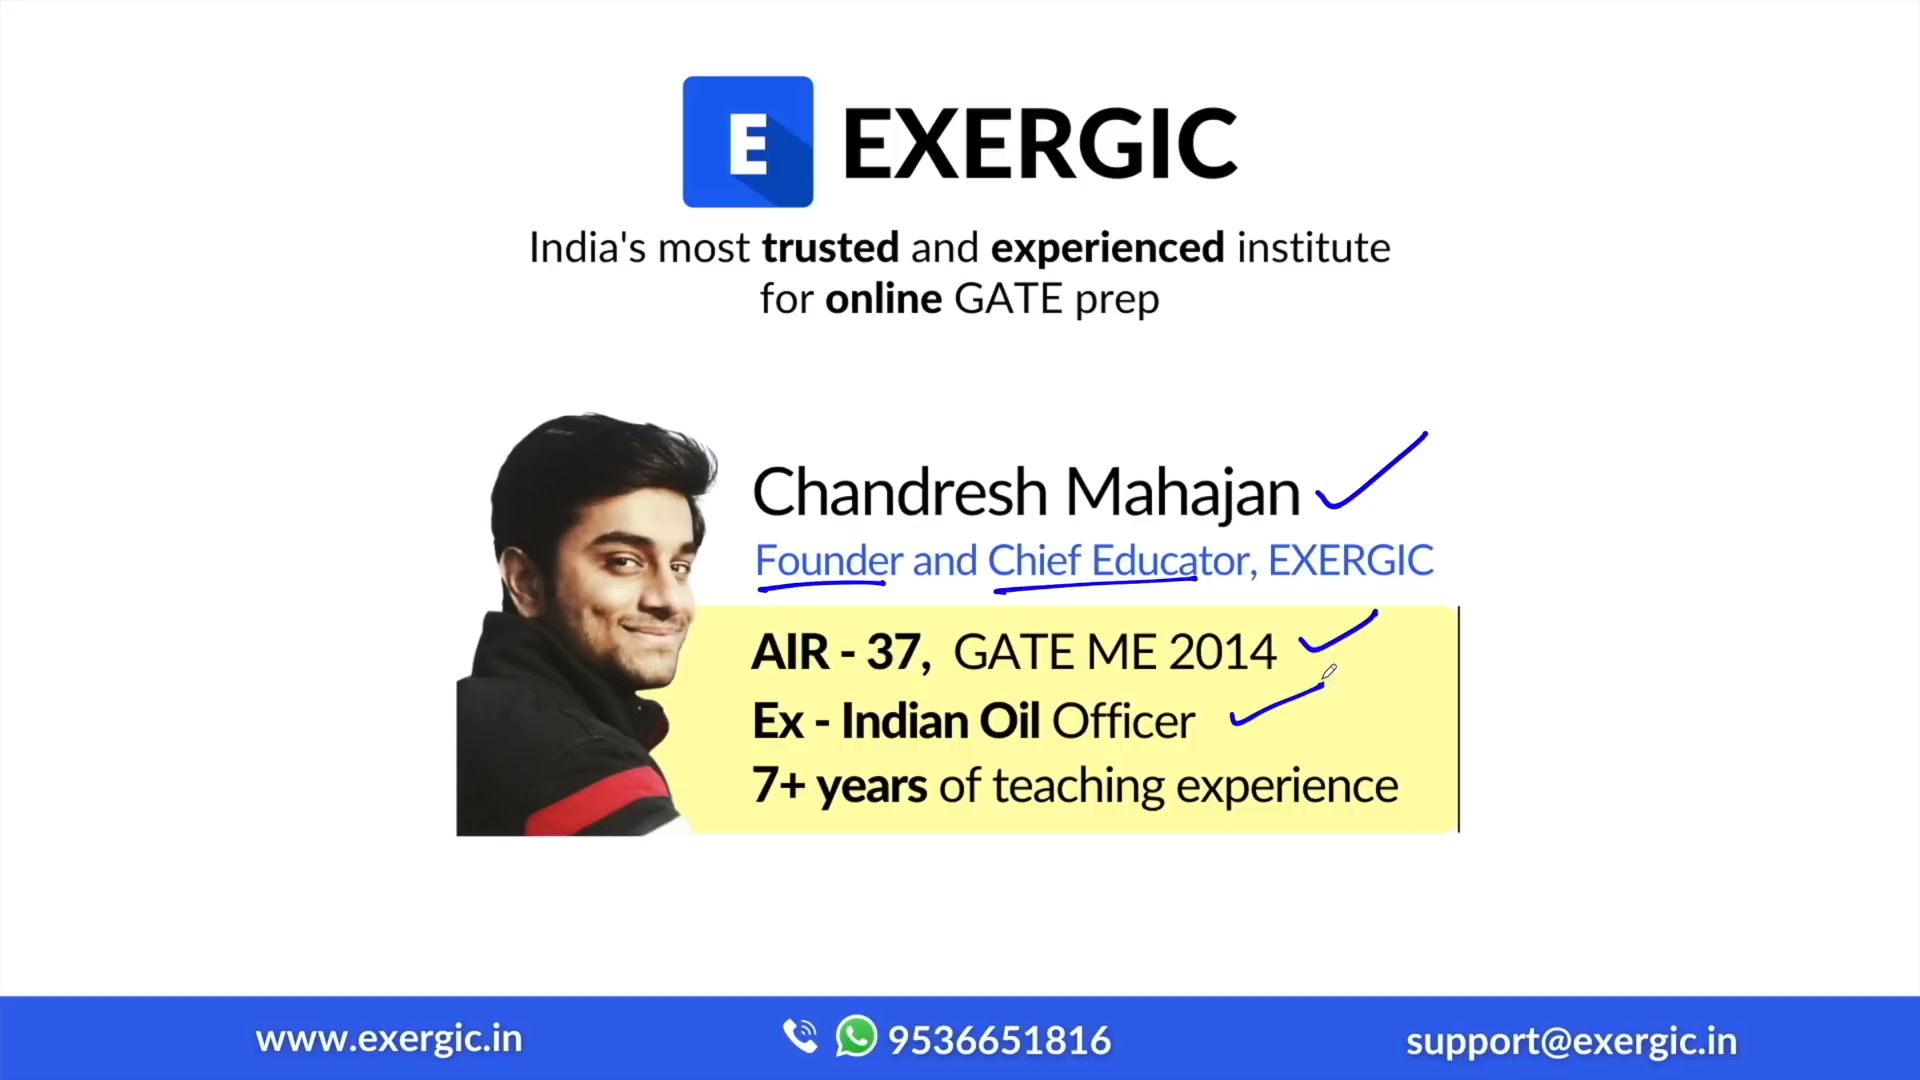 E EXERGIC
India's most trusted and experienced institute
for online GATE prep
Chandresh Mahajan
Founder and Chief Educator, EXERGIC
AIR - 37, GATE ME 2014
Ex - Indian Oil Officer
7+ years of teaching experience
www.exergic.in 9536651816 support@exergic.in